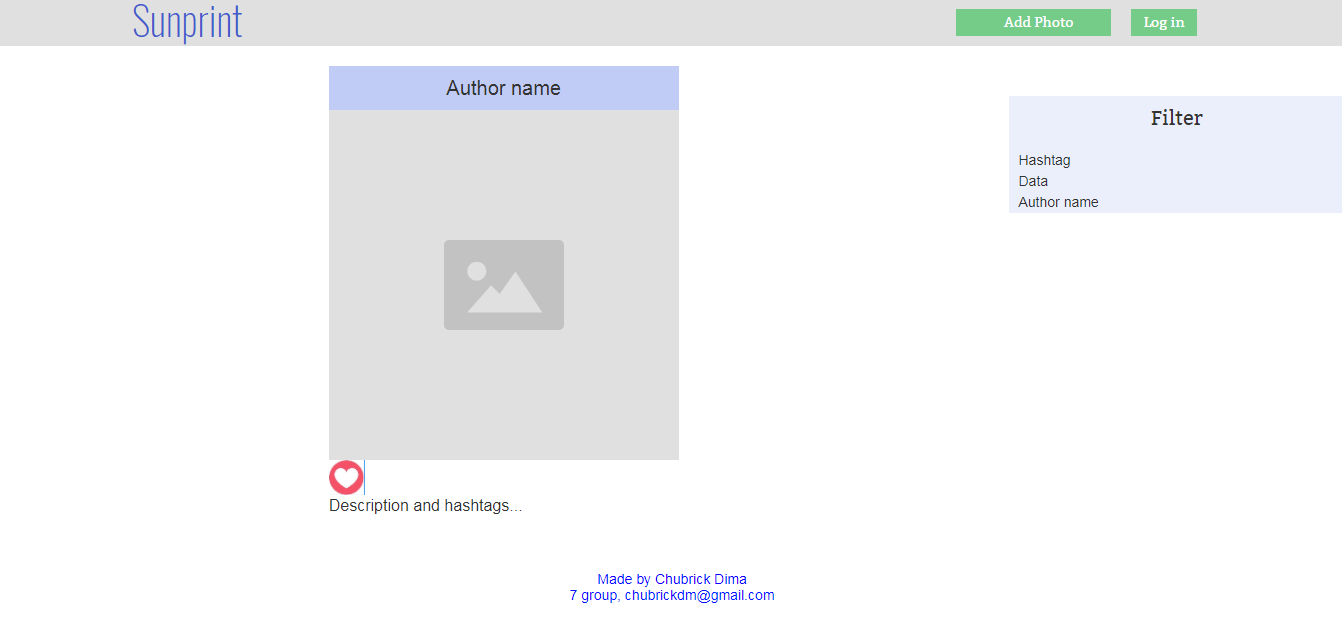 Sunprint
Add Photo
Log in
Author name
Filter
Hashtag
Data
Author name
Description and hashtags...
Made by Chubrick Dima
7 group, chubrickdm@gmail.com